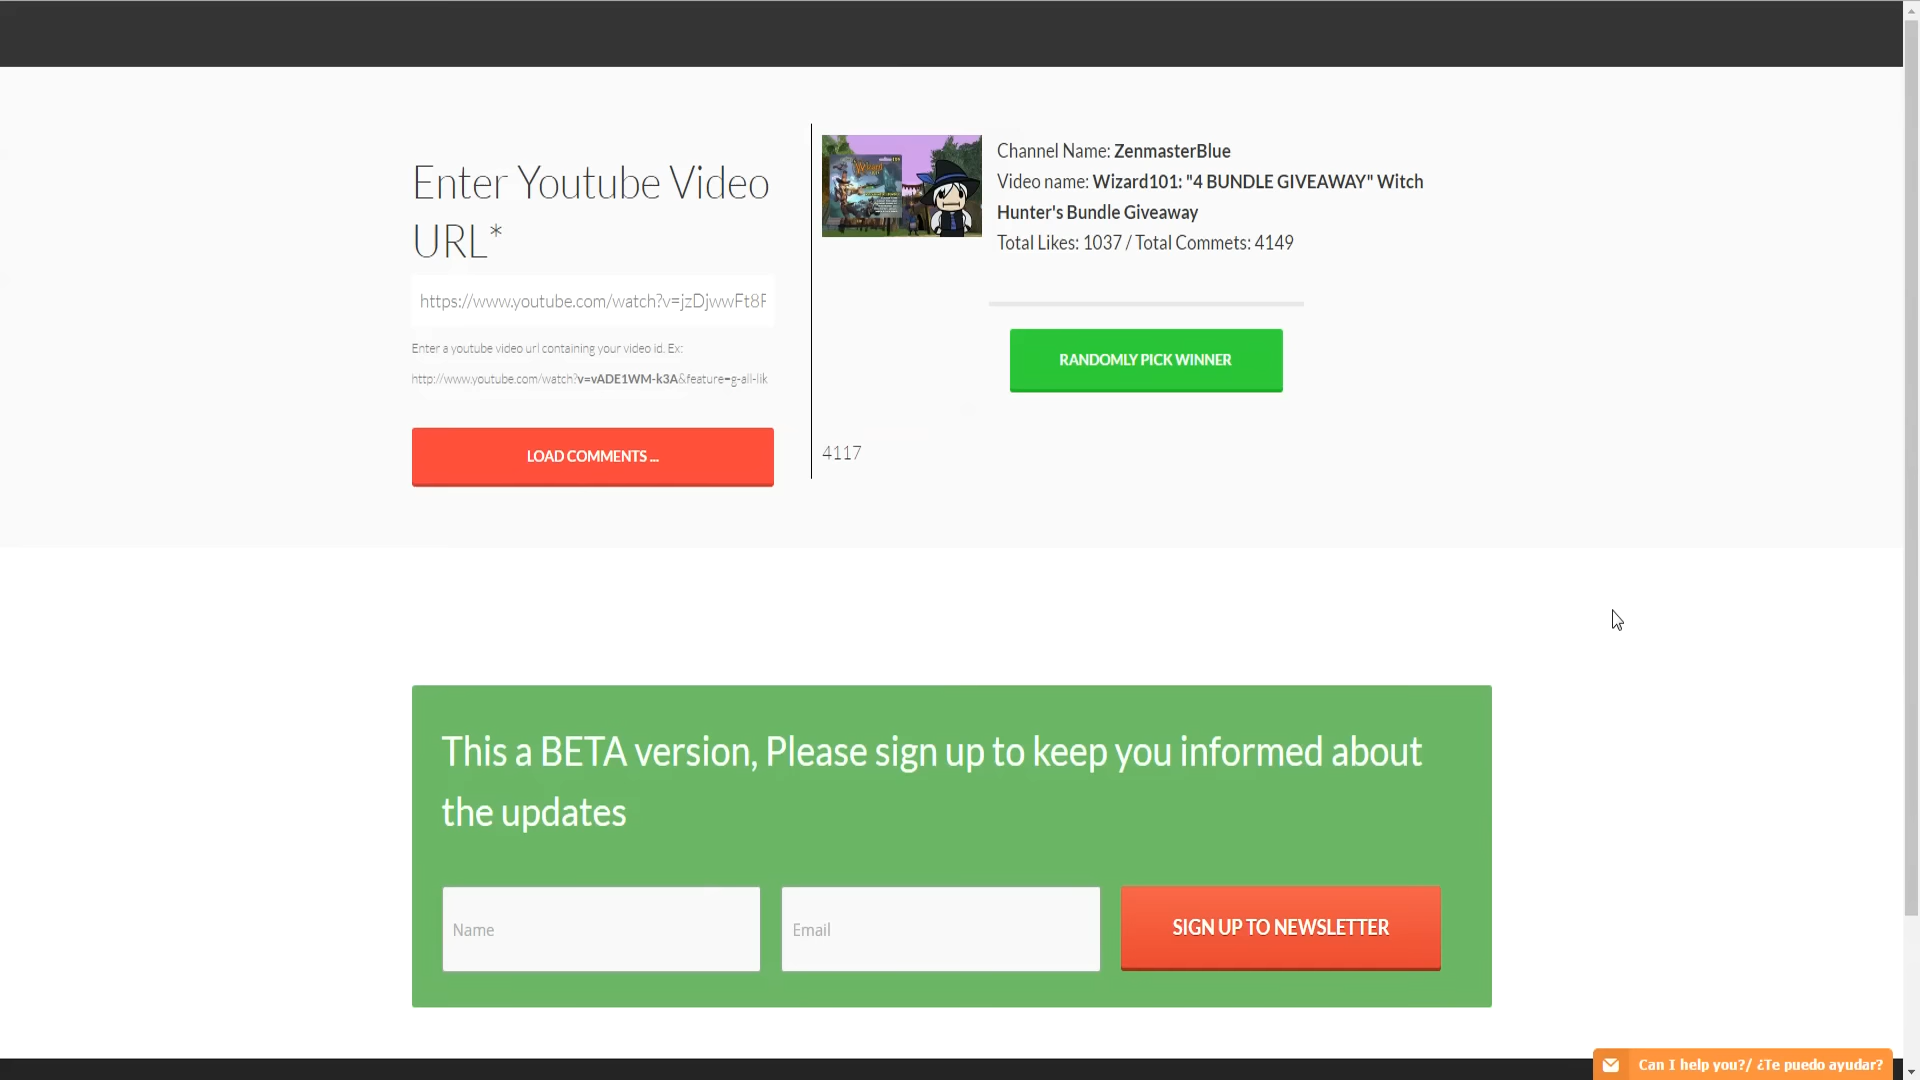 Enter Youtube Video
URL*
https://www.youtube.com/watch?v=jzDjwwFt8F
Enter a youtube video url containing your video id. Ex:
http://www.youtube.com/watch?v=vADE1WM-k3A&feature=g-all-lik
LOAD COMMENTS ...
Channel Name: ZenmasterBlue
Video name: Wizard101: "4 BUNDLE GIVEAWAY" Witch
Hunter's Bundle Giveaway
Total Likes: 1037 / Total Commets: 4149
RANDOMLY PICK WINNER
4117
This a BETA version, Please sign up to keep you informed about
the updates
Name
Email
SIGN UP TO NEWSLETTER
Can I help you?/ ¿Te puedo ayudar?